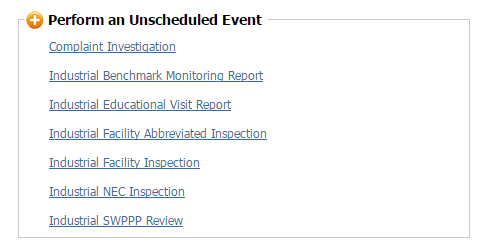 Perform an Unscheduled Event
Complaint Investigation
Industrial Benchmark Monitoring Report
Industrial Educational Visit Report
Industrial Facility Abbreviated Inspection
Industrial Facility Inspection
Industrial NEC Inspection
Industrial SWPPP Review